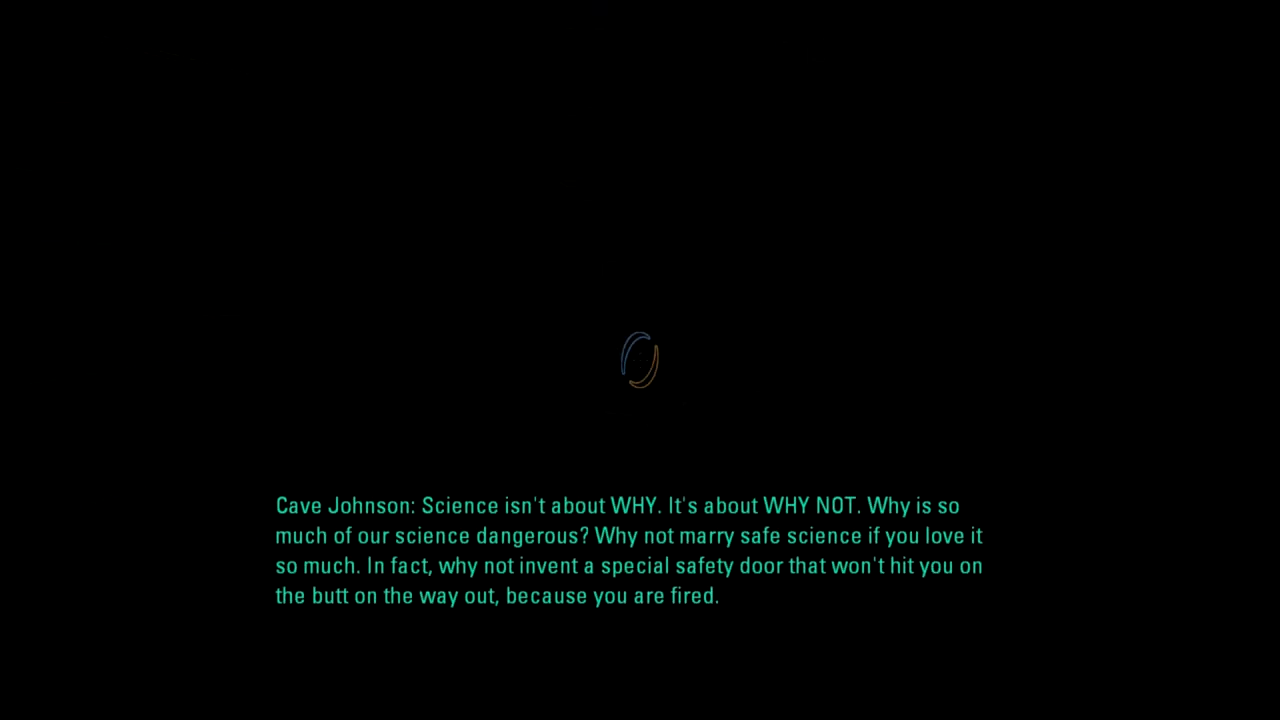 Cave Johnson: Science isn't about WHY. It's about WHY NOT. Why is so
much of our science dangerous? Why not marry safe science if you love it
so much. In fact, why not invent a special safety door that won't hit you on
the butt on the way out, because you are fired.